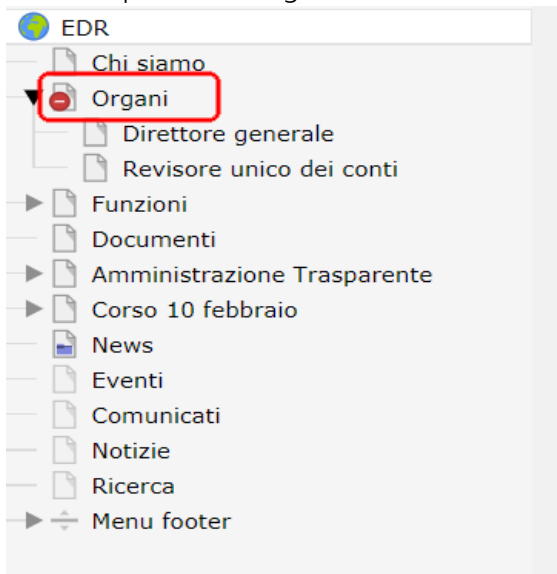 EDR
Chi siamo
Organi
Direttore generale
Revisore unico dei conti
Funzioni
Documenti
Amministrazione Trasparente
Corso 10 febbraio
News
Eventi
Comunicati
Notizie
Ricerca
Menu footer